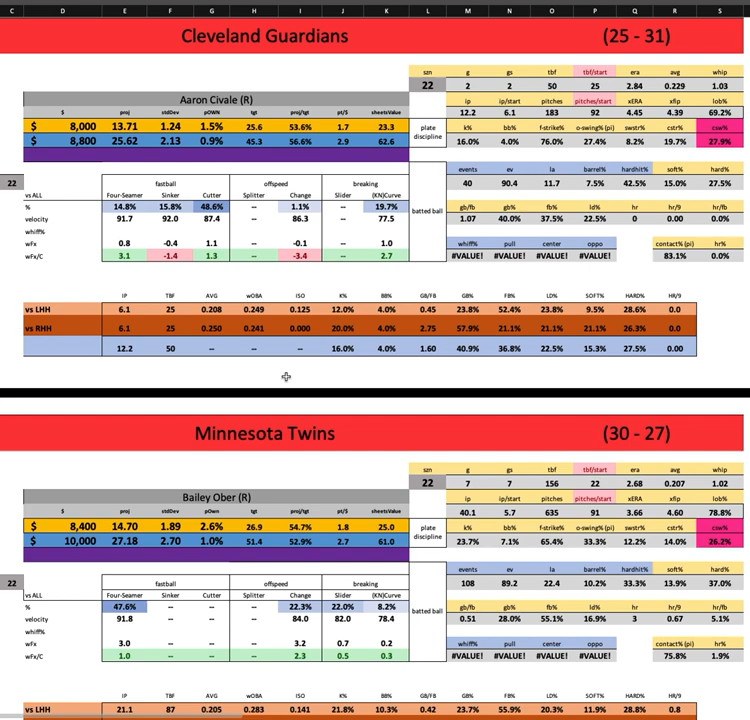 C D E F G H I J K L M N O P Q R S
Cleveland Guardians (25 - 31)
szn g gs tbf tbf/start era avg whip
22 2 2 50 25 2.84 0.229 1.03
Aaron Civale (R) ip ip/start pitches pitches/start xERA xfip lob%
$ proj stdDev pOWN tgt proj/tgt pt/$ sheetsValue 12.2 6.1 183 92 4.45 4.39 69.2%
$ 8,000 13.71 1.24 1.5% 25.6 53.6% 1.7 23.3 plate discipline k% bb% f-strike% o-swing% (pi) swstr% cstr% csw%
$ 8,800 25.62 2.13 0.9% 45.3 56.6% 2.9 62.6 16.0% 4.0% 76.0% 27.4% 8.2% 19.7% 27.9%
events ev la barrel% hardhit% soft% hard%
22 fastball offspeed breaking batted ball 40 90.4 11.7 7.5% 42.5% 15.0% 27.5%
vs ALL Four-Seamer Sinker Cutter Splitter Change Slider (KN)Curve
% 14.8% 15.8% 48.6% -- 1.1% -- 19.7% gb/fb gb% fb% ld% hr hr/9 hr/fb
velocity 91.7 92.0 87.4 -- 86.3 -- 77.5 1.07 40.0% 37.5% 22.5% 0 0.00 0.0%
whiff%
wFx 0.8 -0.4 1.1 -- -0.1 -- 1.0 whiff% pull center oppo contact% (pi) hr%
wFx/C 3.1 -1.4 1.3 -- -3.4 -- 2.7 #VALUE! #VALUE! #VALUE! #VALUE! 83.1% 0.0%
IP TBF AVG wOBA ISO K% BB% GB/FB GB% FB% LD% SOFT% HARD% HR/9
vs LHH 6.1 25 0.208 0.249 0.125 12.0% 4.0% 0.45 23.8% 52.4% 23.8% 9.5% 28.6% 0.0
vs RHH 6.1 25 0.250 0.241 0.000 20.0% 4.0% 2.75 57.9% 21.1% 21.1% 21.1% 26.3% 0.0
12.2 50 -- -- -- 16.0% 4.0% 1.60 40.9% 36.8% 22.5% 15.3% 27.5% 0.00
Minnesota Twins (30 - 27)
szn g gs tbf tbf/start era avg whip
22 7 7 156 22 2.68 0.207 1.02
Bailey Ober (R) ip ip/start pitches pitches/start xERA xfip lob%
$ proj stdDev pOwn tgt proj/tgt pt/$ sheetsValue 40.1 5.7 635 91 3.66 4.60 78.8%
$ 8,400 14.70 1.89 2.6% 26.9 54.7% 1.8 25.0 plate discipline k% bb% f-strike% o-swing% (pi) swstr% cstr% csw%
$ 10,000 27.18 2.70 1.0% 51.4 52.9% 2.7 61.0 23.7% 7.1% 65.4% 33.3% 12.2% 14.0% 26.2%
events ev la barrel% hardhit% soft% hard%
22 fastball offspeed breaking batted ball 108 89.2 22.4 10.2% 33.3% 13.9% 37.0%
vs ALL Four-Seamer Sinker Cutter Splitter Change Slider (KN)Curve
% 47.6% -- -- -- 22.3% 22.0% 8.2% gb/fb gb% fb% ld% hr hr/9 hr/fb
velocity 91.8 -- -- -- 84.0 82.0 78.4 0.51 28.0% 55.1% 16.9% 3 0.67 5.1%
whiff%
wFx 3.0 -- -- -- 3.2 0.7 0.2 whiff% pull center oppo contact% (pi) hr%
wFx/C 1.0 -- -- -- 2.3 0.5 0.3 #VALUE! #VALUE! #VALUE! #VALUE! 75.8% 1.9%
IP TBF AVG wOBA ISO K% BB% GB/FB GB% FB% LD% SOFT% HARD% HR/9
vs LHH 21.1 87 0.205 0.283 0.141 21.8% 10.3% 0.42 23.7% 55.9% 20.3% 11.9% 28.8% 0.8